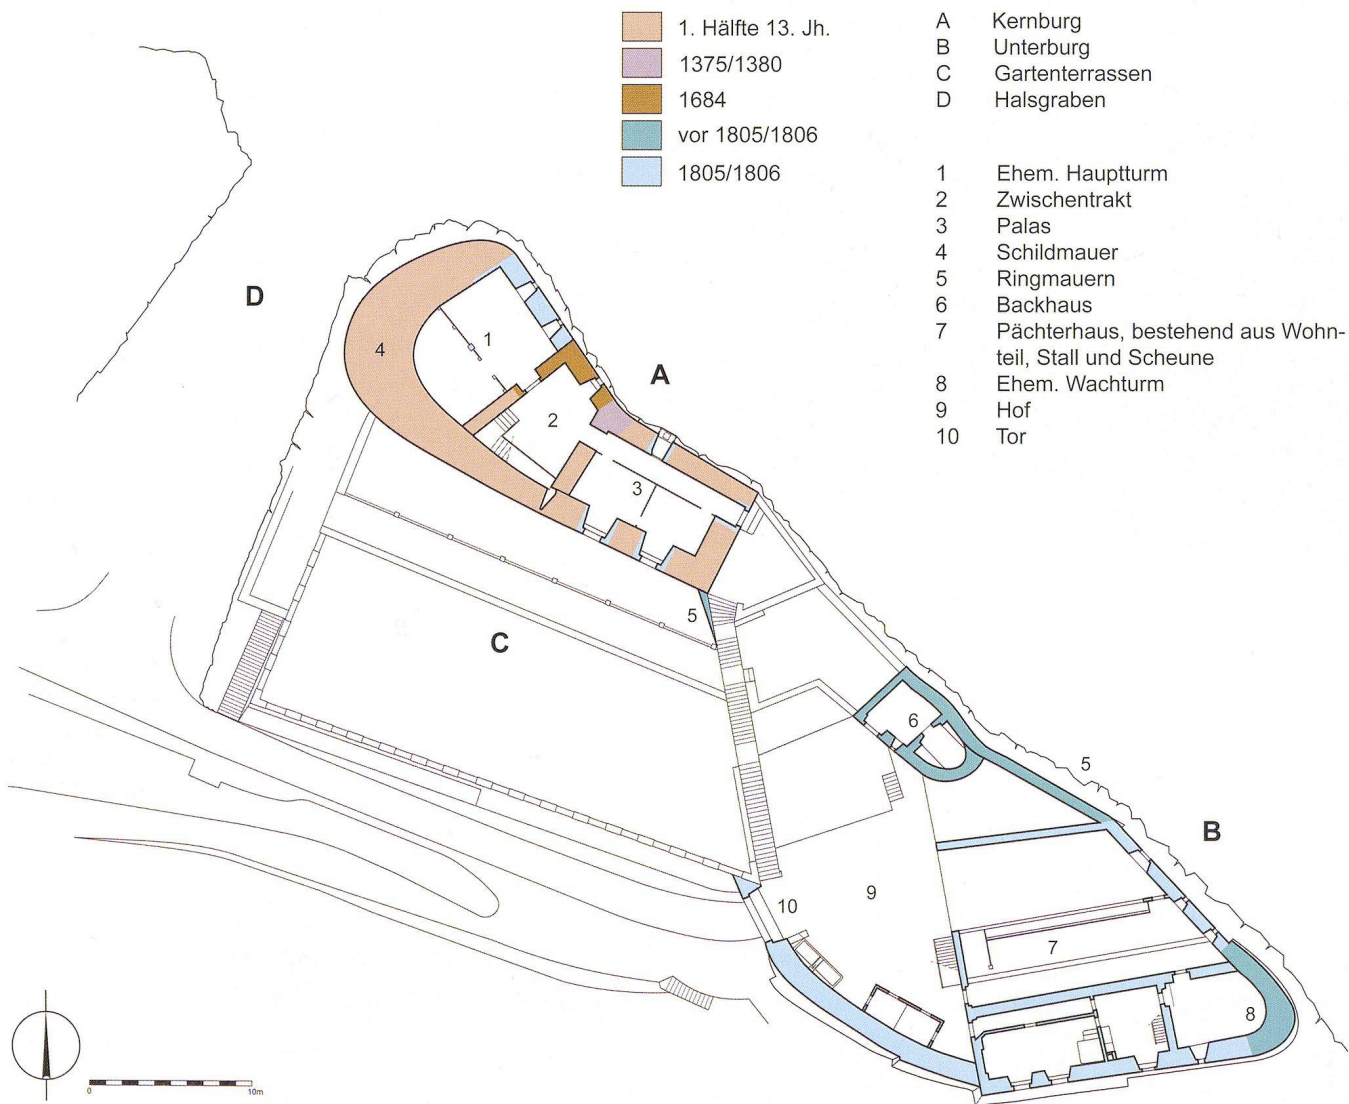 1. Hälfte 13. Jh.
1375/1380
1684
vor 1805/1806
1805/1806
A Kernburg
B Unterburg
C Gartenterrassen
D Halsgraben
1 Ehem. Hauptturm
2 Zwischentrakt
3 Palas
4 Schildmauer
5 Ringmauern
6 Backhaus
7 Pächterhaus, bestehend aus Wohn-
teil, Stall und Scheune
8 Ehem. Wachturm
9 Hof
10 Tor
D
1
4
A
2
3
5
C
6
5
B
9
10
7
8
0 10m